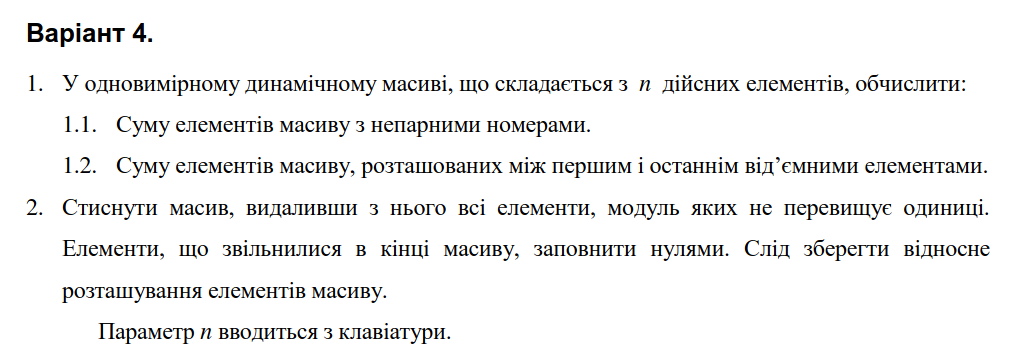 Варіант 4.
1. У одновимірному динамічному масиві, що складається з n дійсних елементів, обчислити:
1.1. Суму елементів масиву з непарними номерами.
1.2. Суму елементів масиву, розташованих між першим і останнім від’ємними елементами.
2. Стиснути масив, видаливши з нього всі елементи, модуль яких не перевищує одиниці.
Елементи, що звільнилися в кінці масиву, заповнити нулями. Слід зберегти відносне
розташування елементів масиву.
Параметр n вводиться з клавіатури.